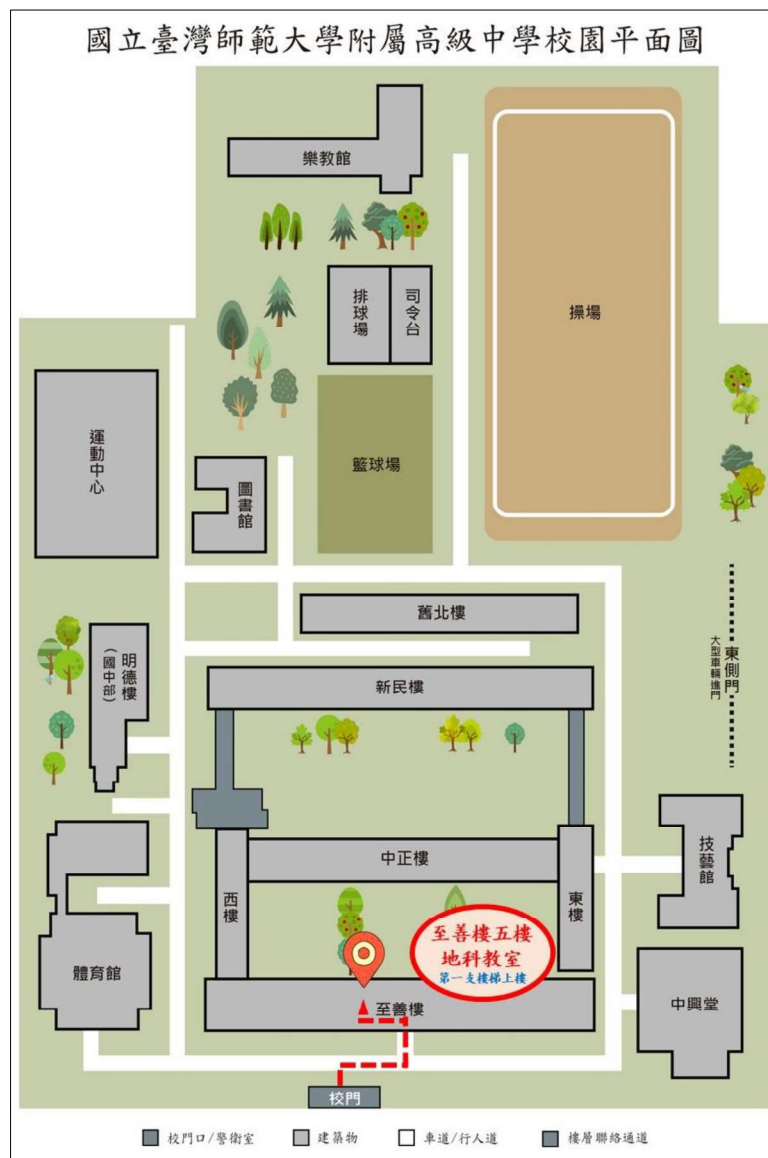 國立臺灣師範大學附屬高級中學校園平面圖
樂教館
排球場
司令台
操場
運動中心
圖書館
籃球場
舊北樓
明德樓
(國中部)
新民樓
東側門
大型車輛進門
技藝館
中正樓
西樓
東樓
至善樓五樓
地科教室
第一支樓梯上樓
體育館
至善樓
中興堂
校門
校門口/警衛室
建築物
車道/行人道
樓層聯絡通道